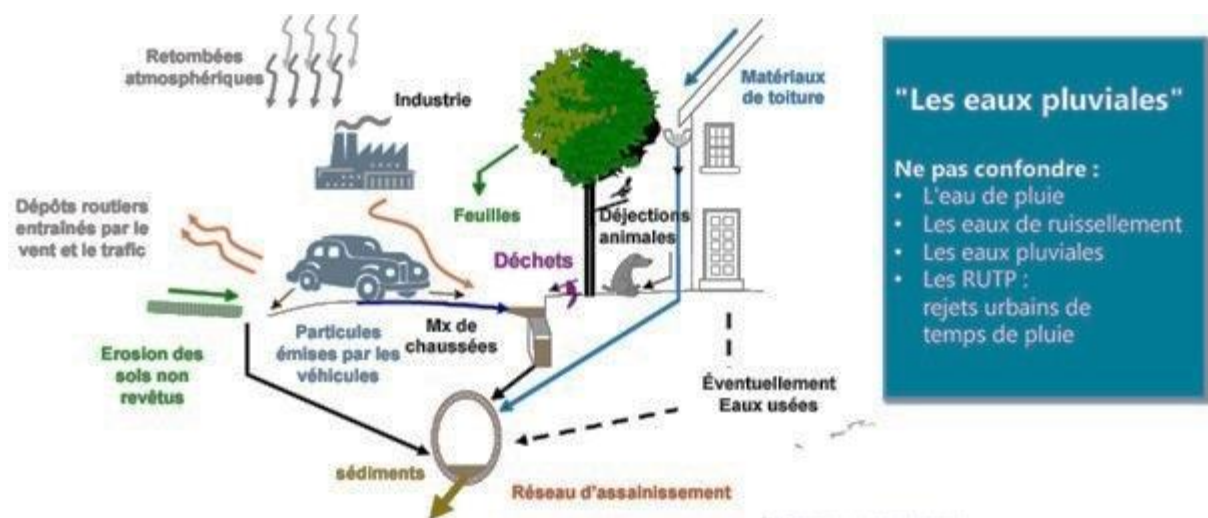 Retombées
atmosphériques
Industrie
Matériaux
de toiture
Dépôts routiers
entraînés par le
vent et le trafic
Feuilles
Déjections
animales
Déchets
Erosion des
sols non
revêtus
Particules
émises par les
véhicules
Mx de
chaussées
Éventuellement
Eaux usées
sédiments
Réseau d'assainissement
"Les eaux pluviales"
Ne pas confondre :
• L'eau de pluie
• Les eaux de ruissellement
• Les eaux pluviales
• Les RUTP :
rejets urbains de
temps de pluie